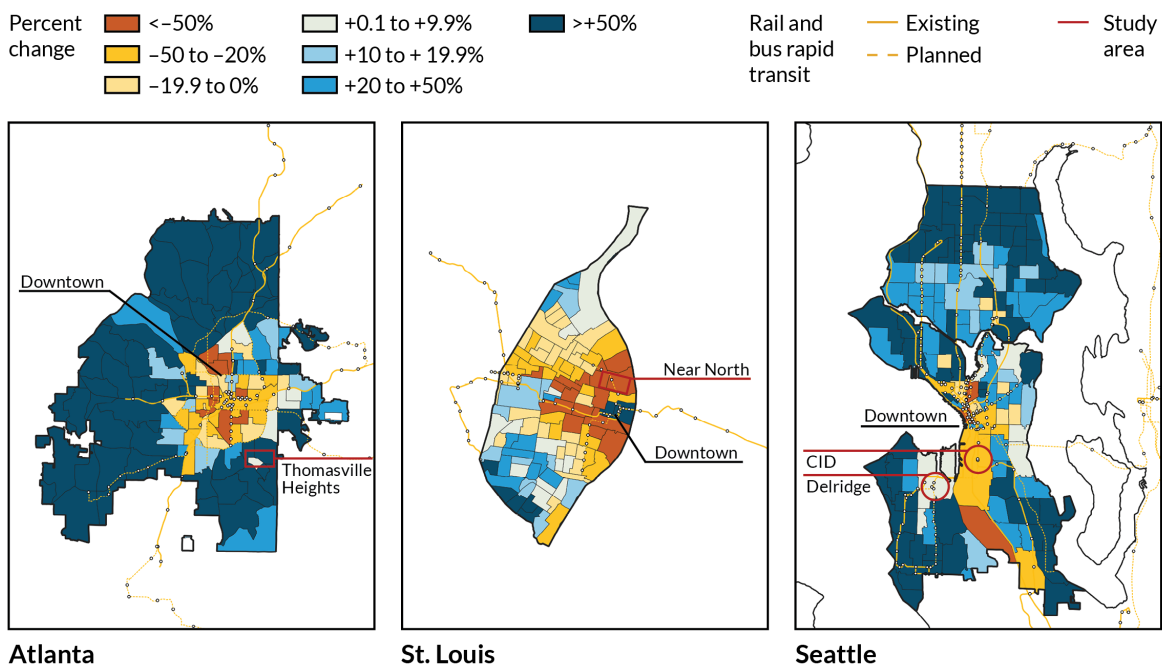 Percent
change
<–50%
–50 to –20%
–19.9 to 0%
+0.1 to +9.9%
+10 to + 19.9%
+20 to +50%
>+50%
Rail and
bus rapid
transit
Existing
Planned
Study
area
Downtown
Thomasville
Heights
Near North
Downtown
Downtown
CID
Delridge
Atlanta
St. Louis
Seattle